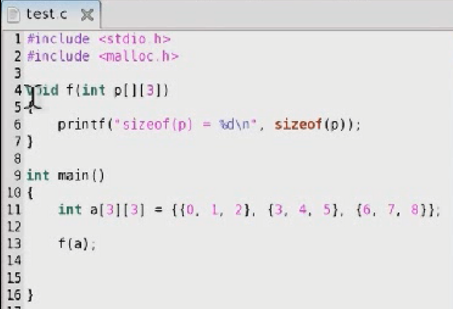 test.c
1 #include <stdio.h>
2 #include <malloc.h>
3
4 void f(int p[][3])
5 {
6     printf("sizeof(p) = %d\n", sizeof(p));
7 }
8
9 int main()
10 {
11     int a[3][3] = {{0, 1, 2}, {3, 4, 5}, {6, 7, 8}};
12
13     f(a);
14
15
16 }